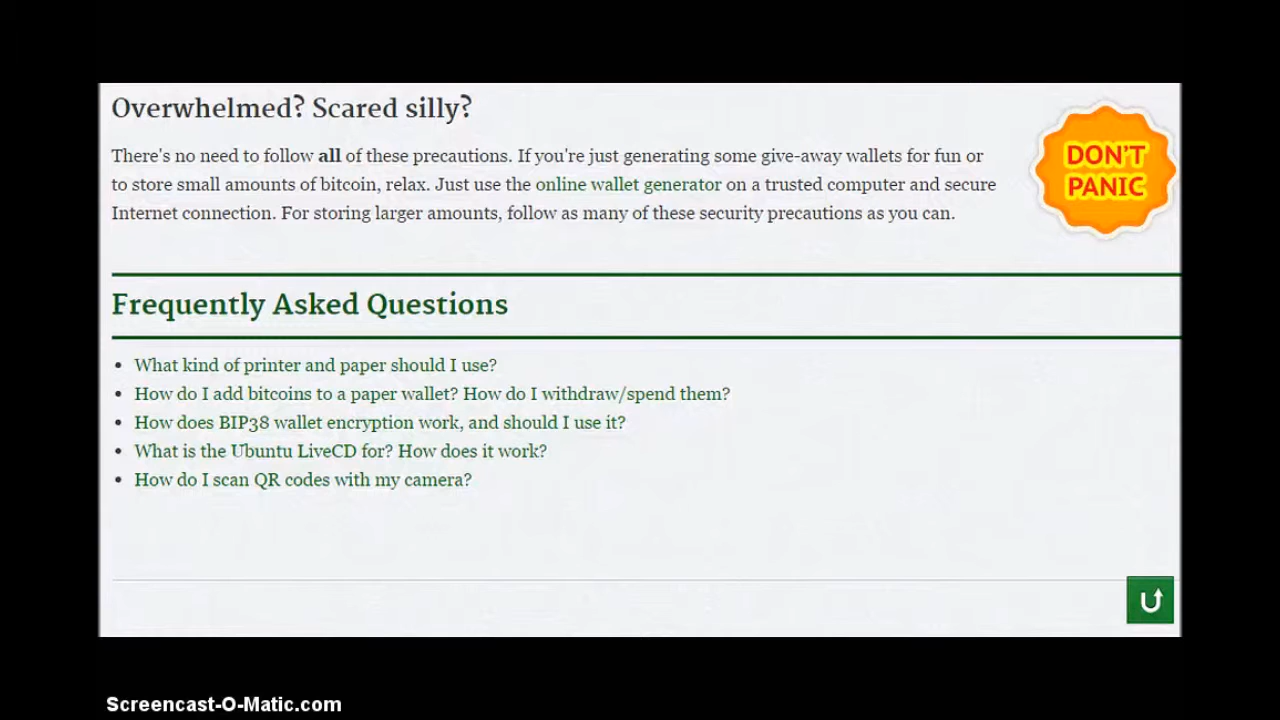 Overwhelmed? Scared silly?
There's no need to follow all of these precautions. If you're just generating some give-away wallets for fun or
to store small amounts of bitcoin, relax. Just use the online wallet generator on a trusted computer and secure
Internet connection. For storing larger amounts, follow as many of these security precautions as you can.
DON'T
PANIC
Frequently Asked Questions
• What kind of printer and paper should I use?
• How do I add bitcoins to a paper wallet? How do I withdraw/spend them?
• How does BIP38 wallet encryption work, and should I use it?
• What is the Ubuntu LiveCD for? How does it work?
• How do I scan QR codes with my camera?
Screencast-O-Matic.com